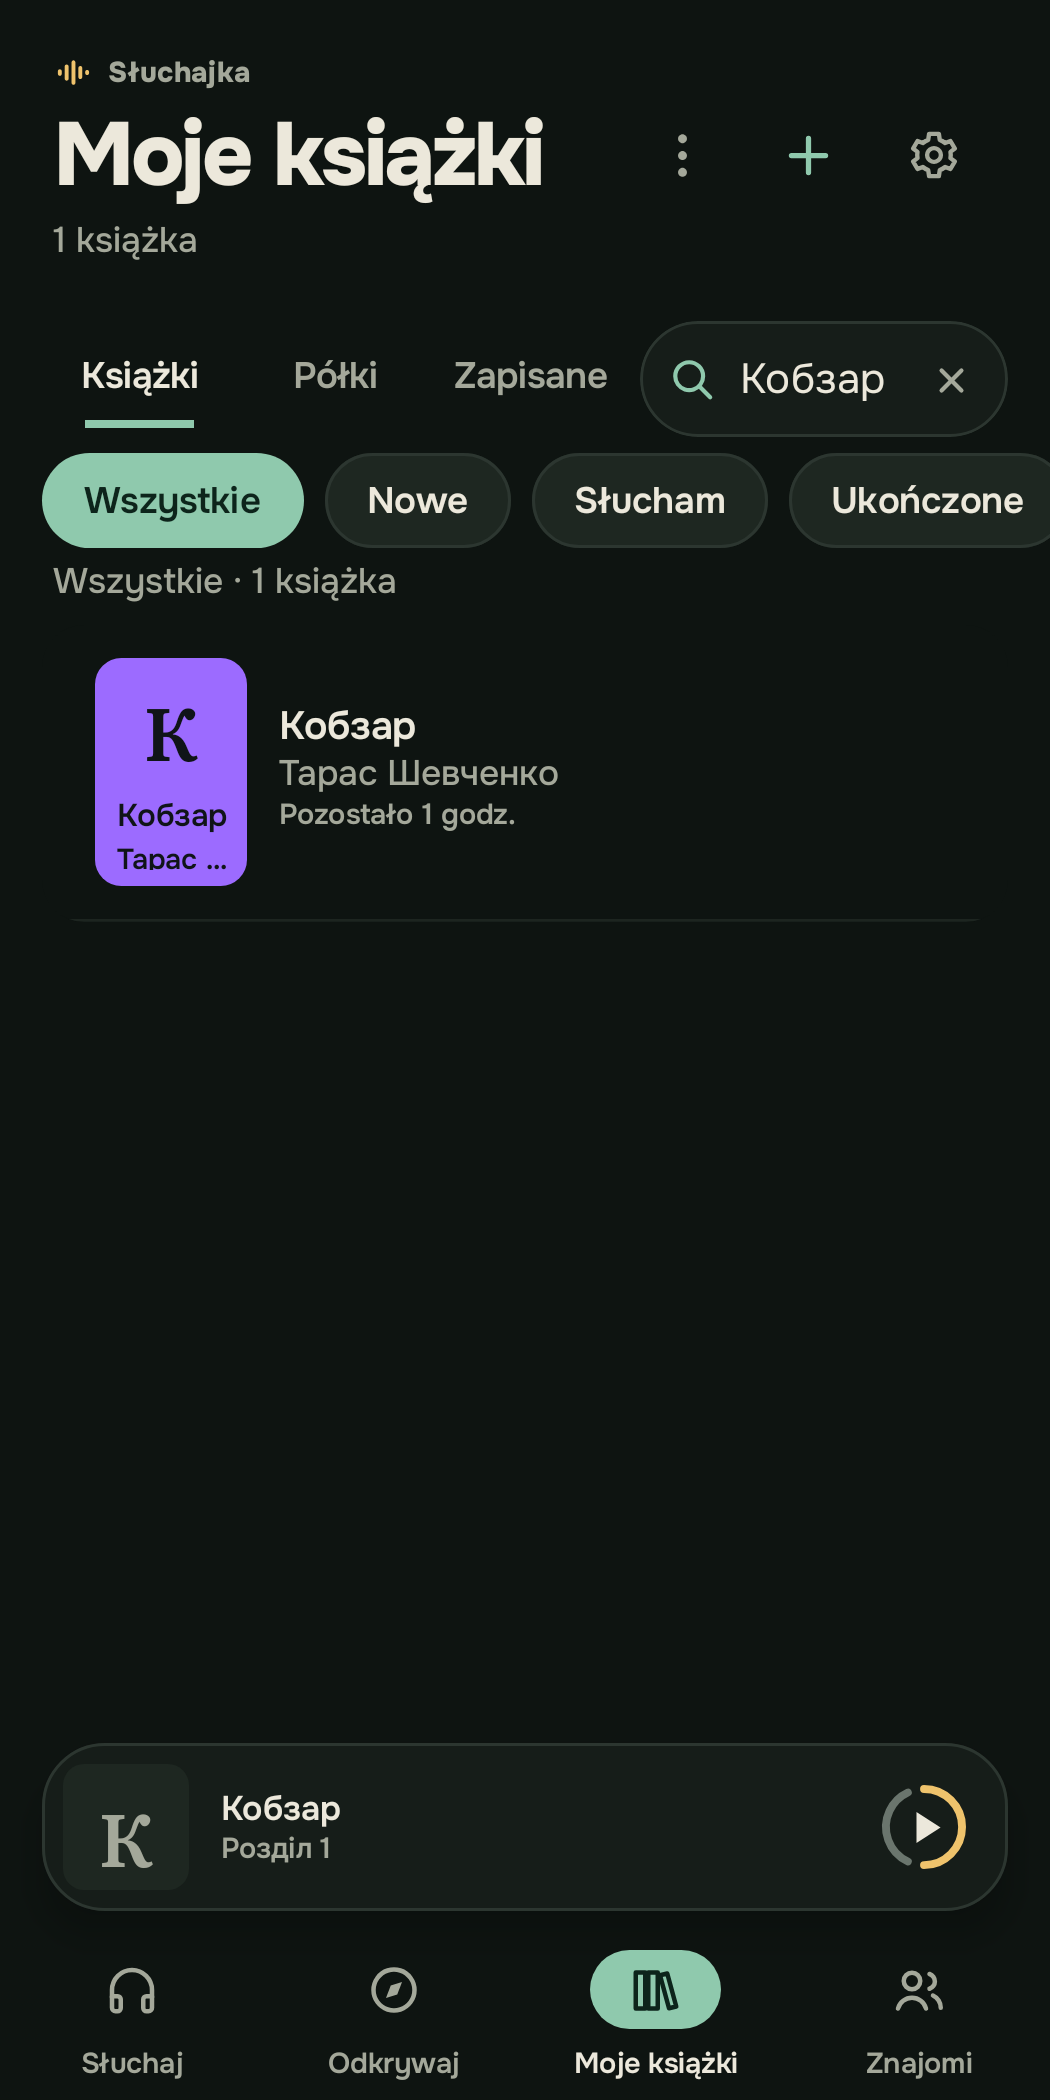 Słuchajka
Moje książki
1 książka
Książki Półki Zapisane Кобзар
Wszystkie Nowe Słucham Ukończone
Wszystkie · 1 książka
К
Кобзар
Тарас ...
Кобзар
Тарас Шевченко
Pozostało 1 godz.
К
Кобзар
Розділ 1
Słuchaj Odkrywaj Moje książki Znajomi